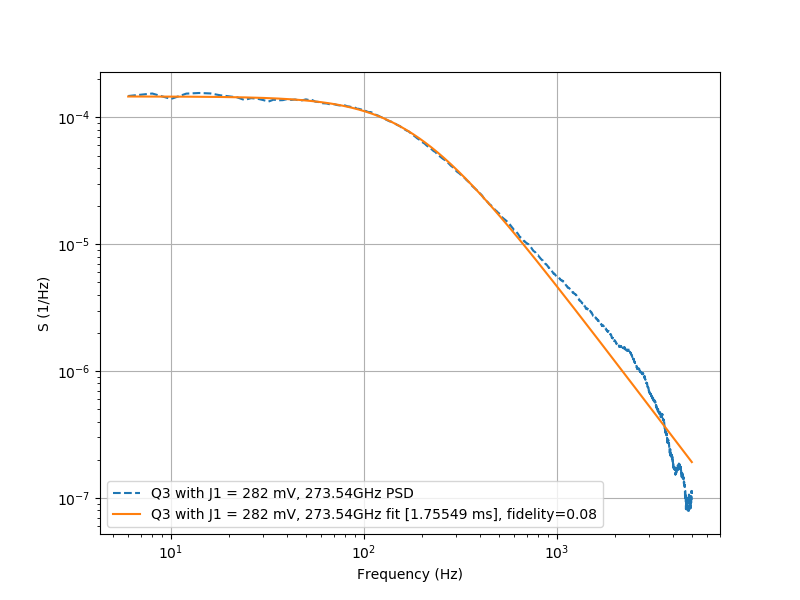 10⁻⁴
10⁻⁵
10⁻⁶
10⁻⁷
S (1/Hz)
Q3 with J1 = 282 mV, 273.54GHz PSD
Q3 with J1 = 282 mV, 273.54GHz fit [1.75549 ms], fidelity=0.08
10¹ 10² 10³
Frequency (Hz)